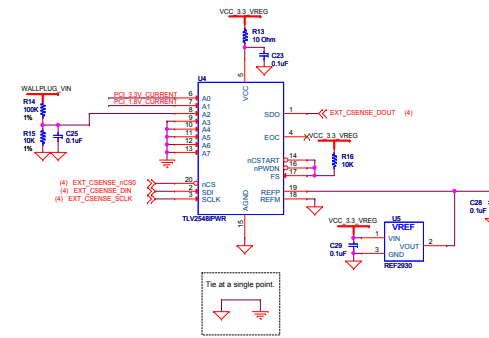 VCC_3.3_VREG
R13
10 Ohm
C23
0.1uF
WALLPLUG_VIN
R14
100K
1%
R15
10K
1%
C25
0.1uF
U4
5
VCC
PCI_3.3V_CURRENT 6 A0
PCI_1.8V_CURRENT 7 A1
8 A2
9 A3
10 A4
11 A5
12 A6
13 A7
SDO 1 EXT_CSENSE_DOUT (4)
EOC 4
VCC_3.3_VREG
R16
10K
nCSTART 14
nPWDN 16
FS 17
(4) EXT_CSENSE_nCS0 20 nCS
(4) EXT_CSENSE_DIN 2 SDI
(4) EXT_CSENSE_SCLK 3 SCLK
REFP 19
REFM 18
AGND
15
TLV2548IPWR
C28
0.1uF
VCC_3.3_VREG
U5
VREF
C29
0.1uF
1 VIN
3 GND
VOUT 2
REF2930
Tie at a single point.